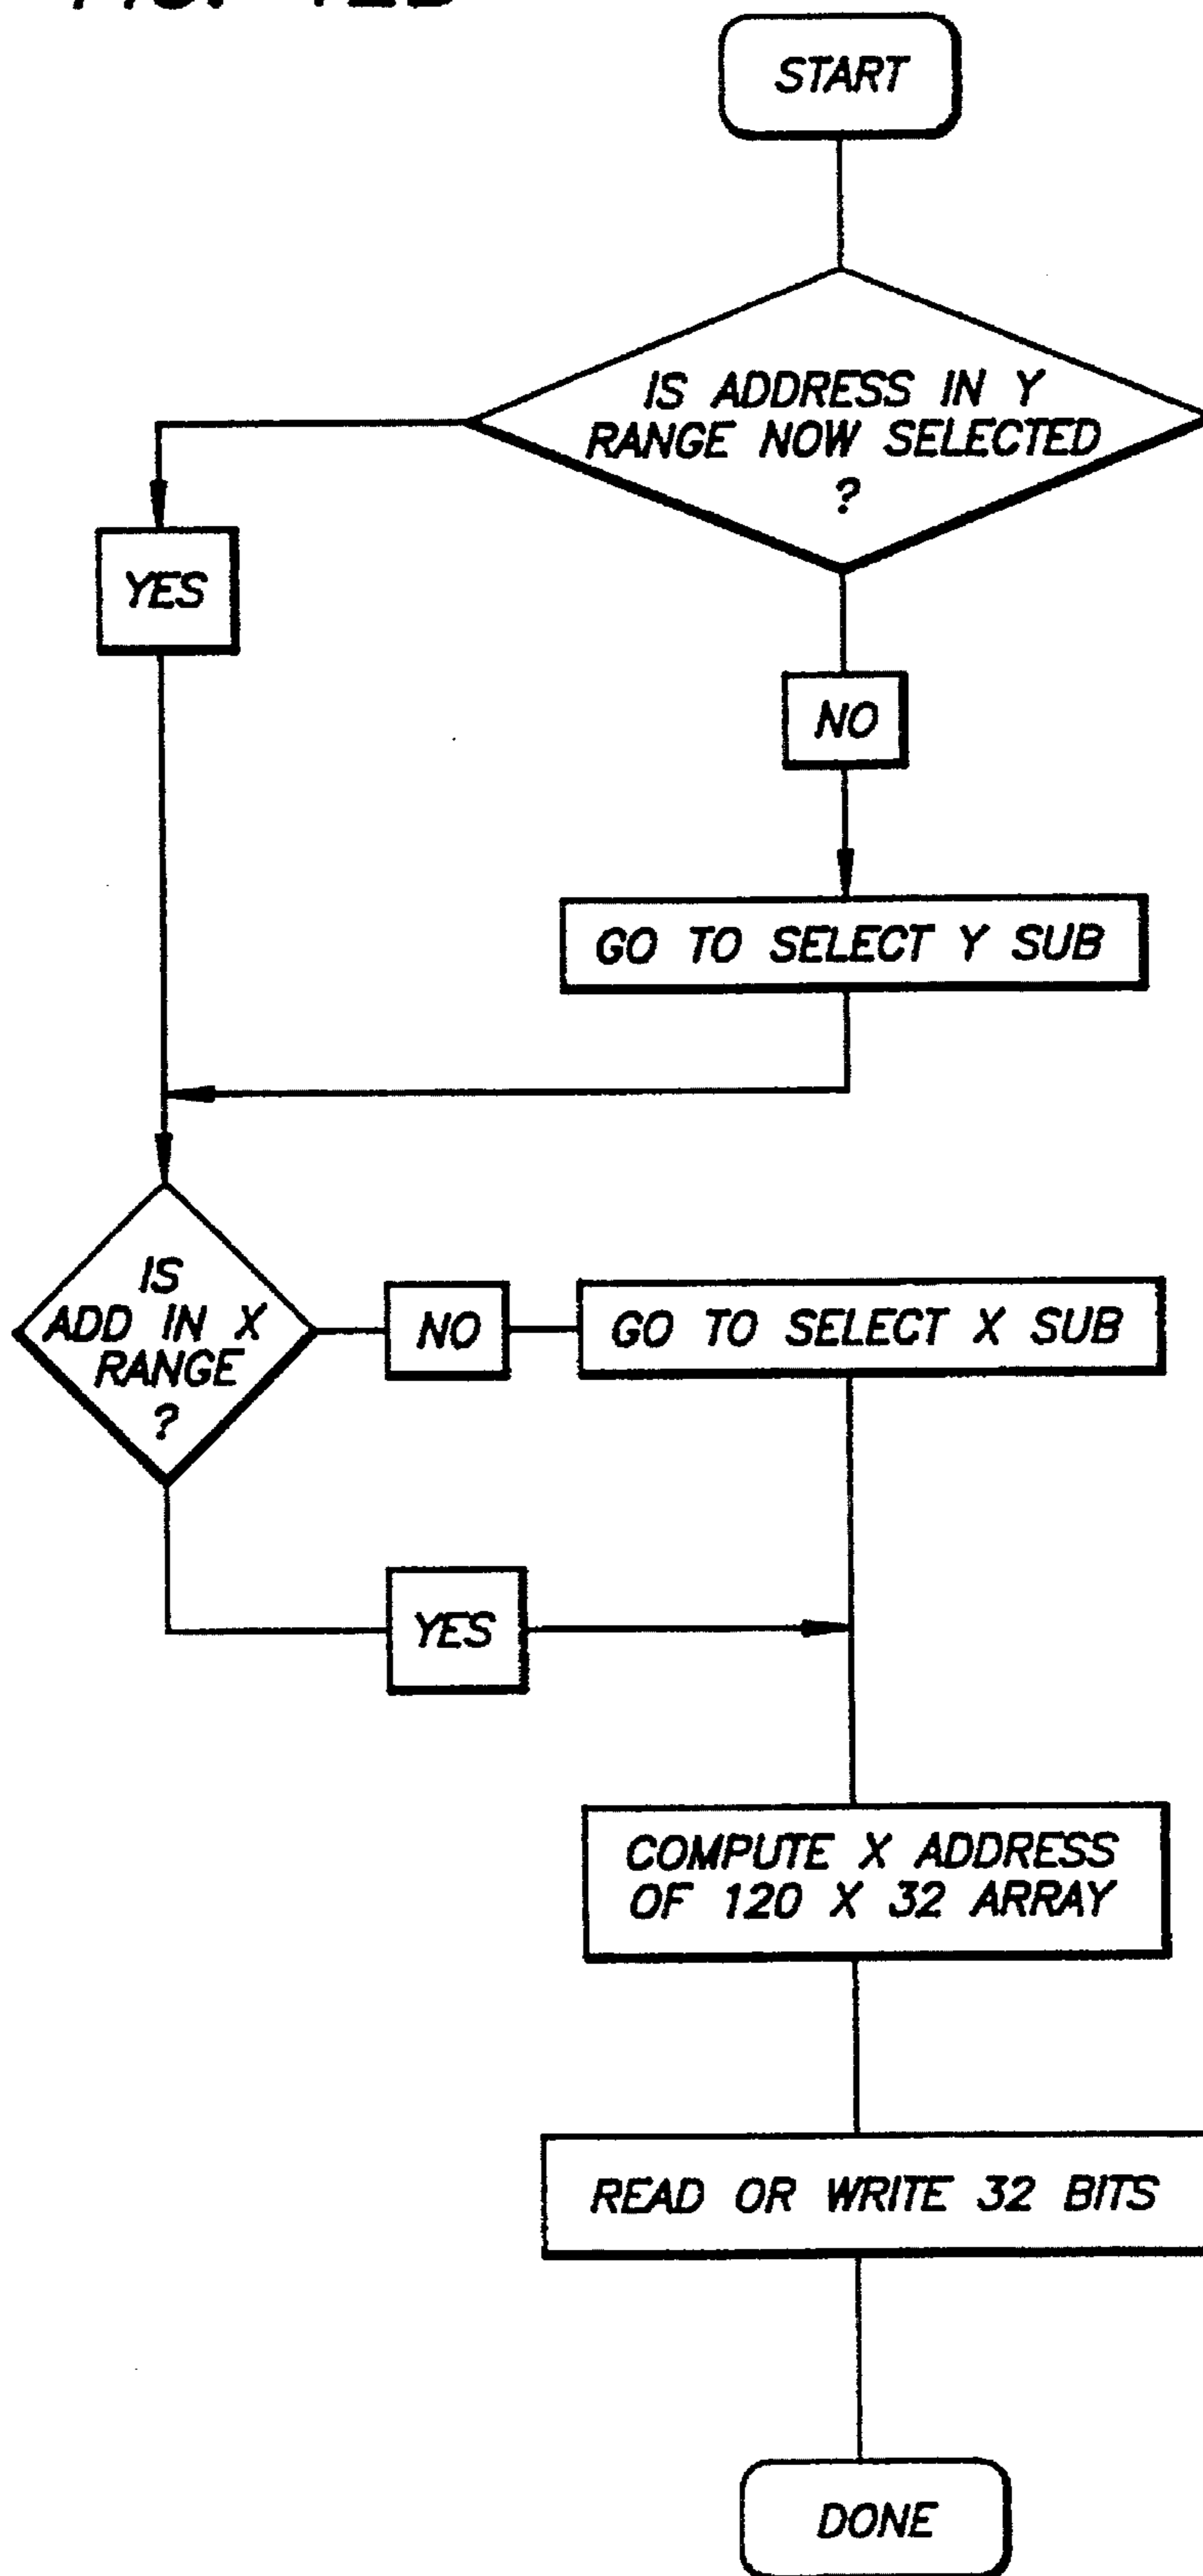 START
IS ADDRESS IN Y
RANGE NOW SELECTED
?
YES
NO
GO TO SELECT Y SUB
IS
ADD IN X
RANGE
?
NO
GO TO SELECT X SUB
YES
COMPUTE X ADDRESS
OF 120 X 32 ARRAY
READ OR WRITE 32 BITS
DONE